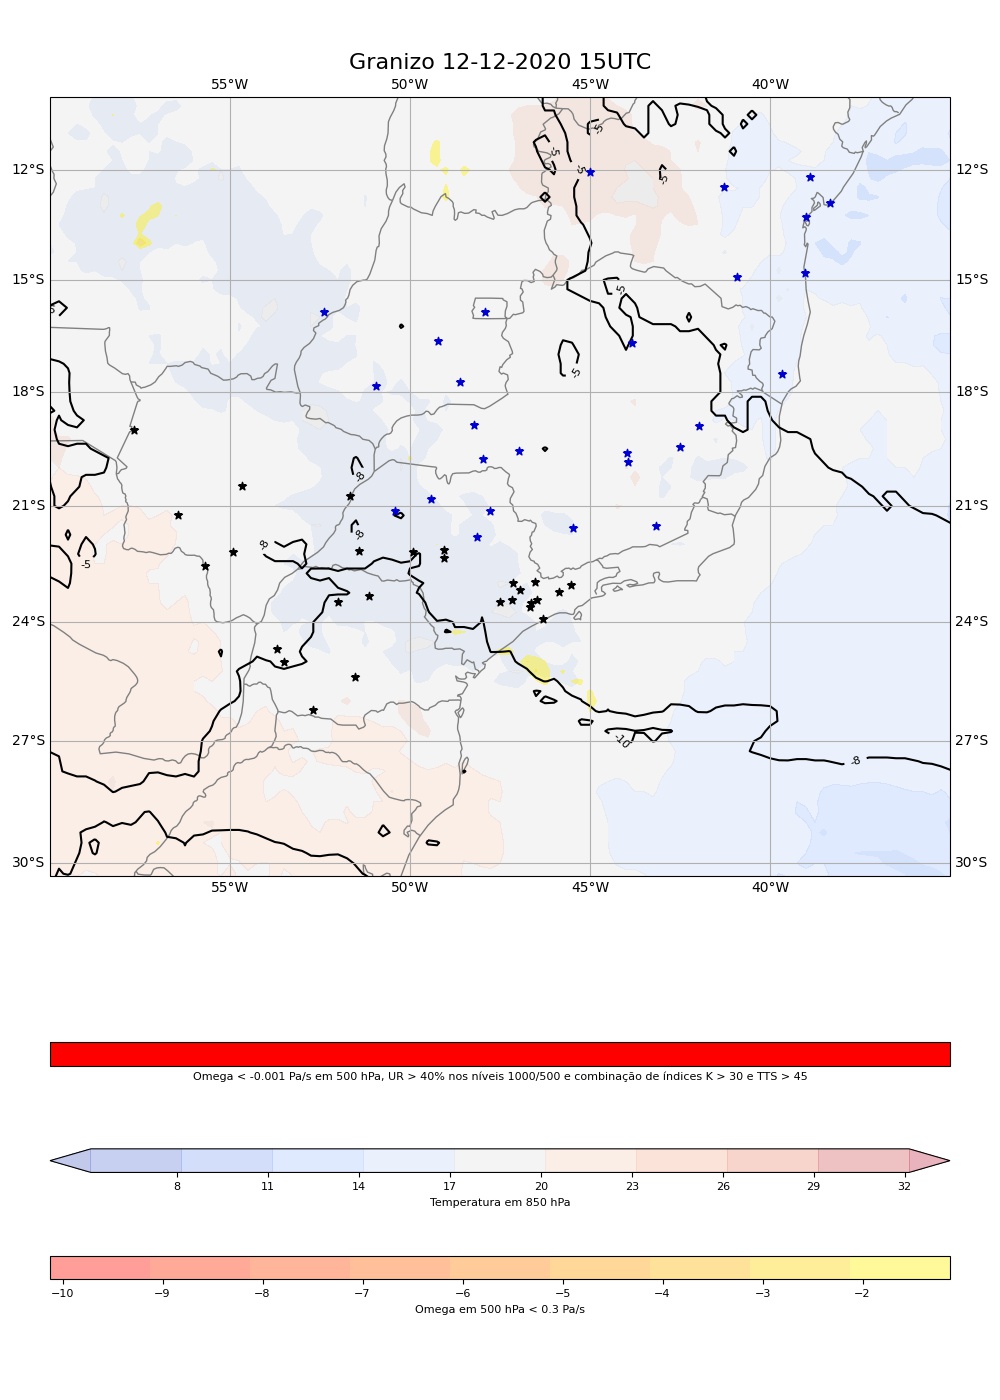 Granizo 12-12-2020 15UTC
55°W 50°W 45°W 40°W
-5
-5
-5
12°S 12°S
-5
-5
15°S 15°S
-5
-5
18°S 18°S
-8
21°S 21°S
-8
-8
-5
24°S 24°S
27°S -10 27°S
-8
30°S 30°S
55°W 50°W 45°W 40°W
Omega < -0.001 Pa/s em 500 hPa, UR > 40% nos níveis 1000/500 e combinação de índices K > 30 e TTS > 45
8 11 14 17 20 23 26 29 32
Temperatura em 850 hPa
−10 −9 −8 −7 −6 −5 −4 −3 −2
Omega em 500 hPa < 0.3 Pa/s